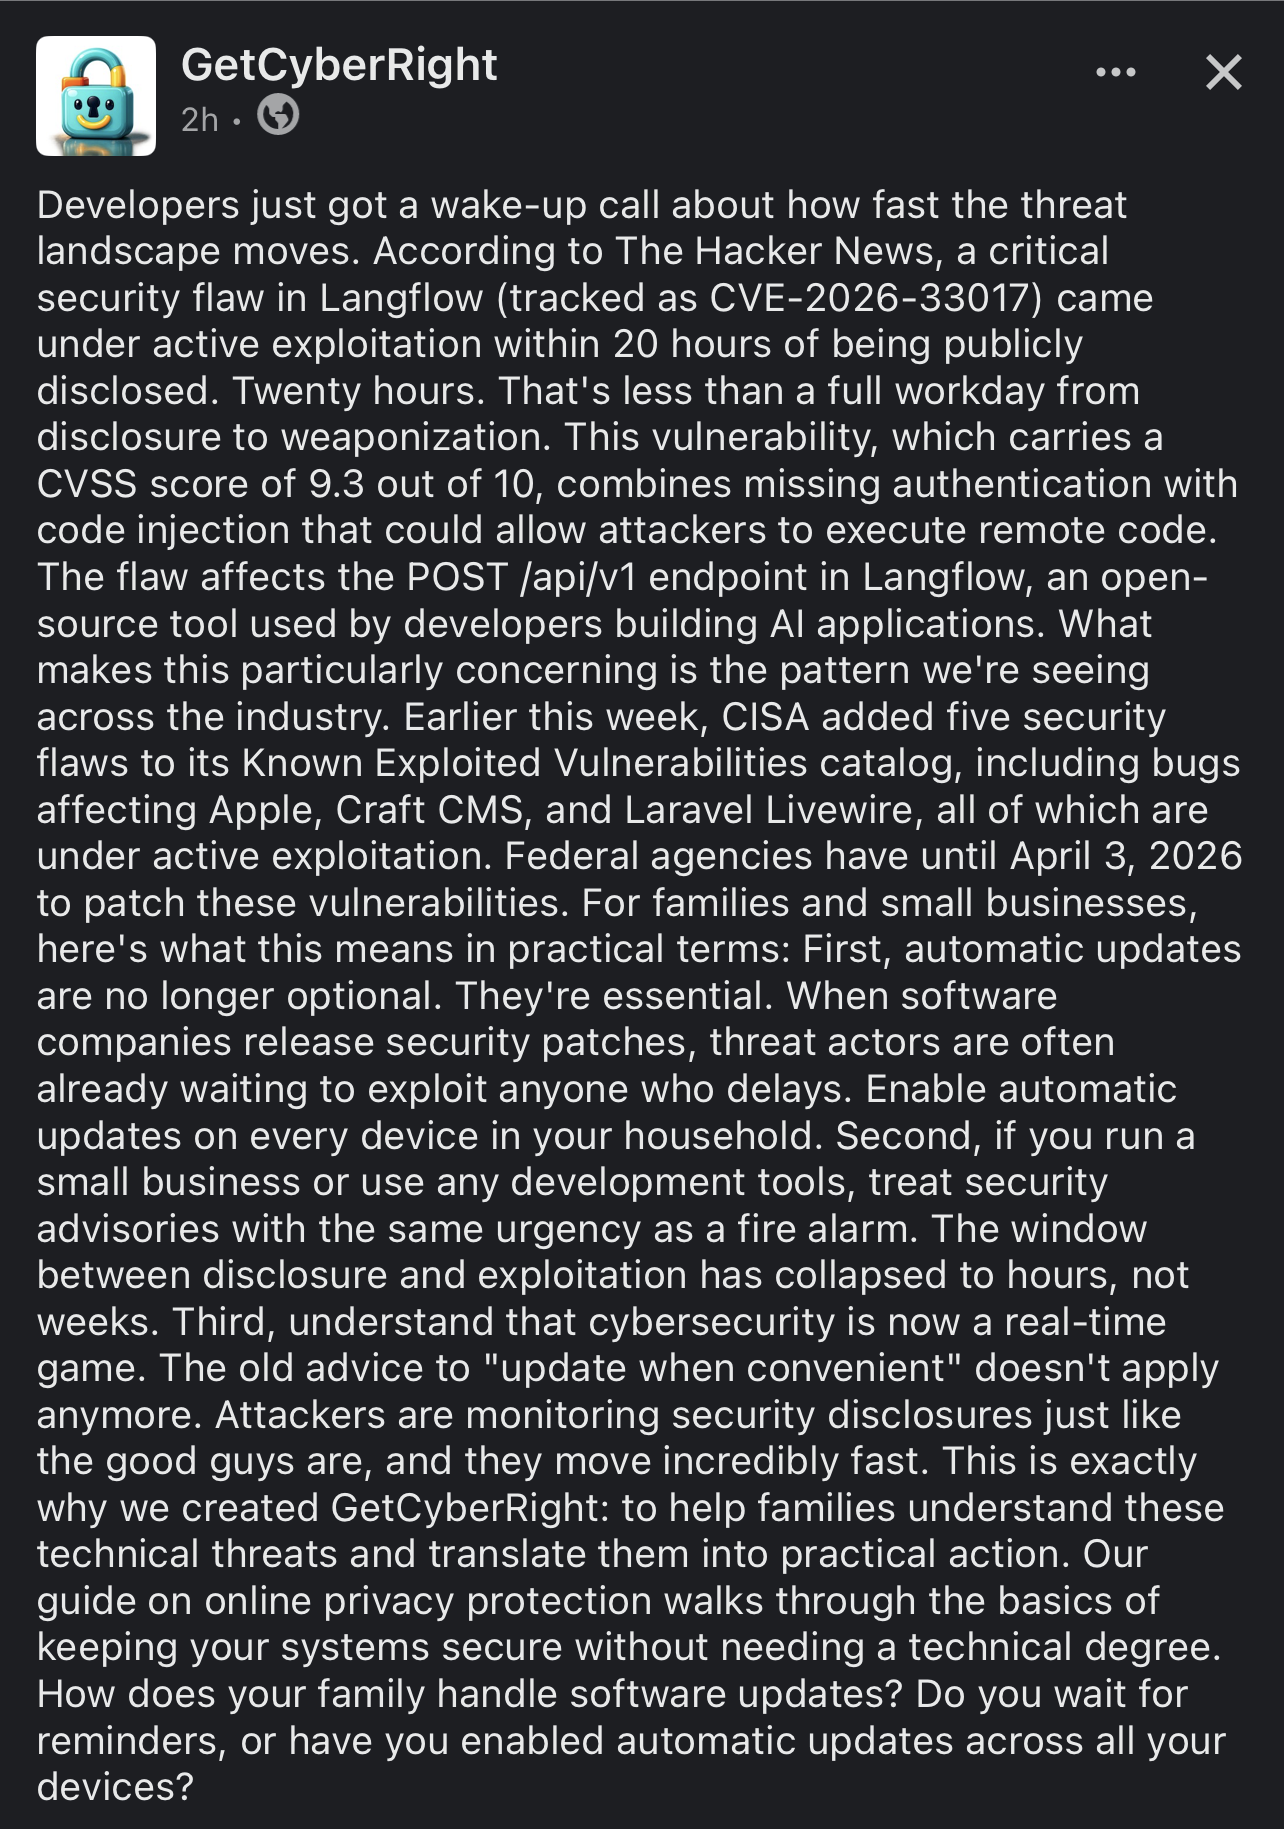 GetCyberRight
2h •
Developers just got a wake-up call about how fast the threat
landscape moves. According to The Hacker News, a critical
security flaw in Langflow (tracked as CVE-2026-33017) came
under active exploitation within 20 hours of being publicly
disclosed. Twenty hours. That's less than a full workday from
disclosure to weaponization. This vulnerability, which carries a
CVSS score of 9.3 out of 10, combines missing authentication with
code injection that could allow attackers to execute remote code.
The flaw affects the POST /api/v1 endpoint in Langflow, an open-
source tool used by developers building AI applications. What
makes this particularly concerning is the pattern we're seeing
across the industry. Earlier this week, CISA added five security
flaws to its Known Exploited Vulnerabilities catalog, including bugs
affecting Apple, Craft CMS, and Laravel Livewire, all of which are
under active exploitation. Federal agencies have until April 3, 2026
to patch these vulnerabilities. For families and small businesses,
here's what this means in practical terms: First, automatic updates
are no longer optional. They're essential. When software
companies release security patches, threat actors are often
already waiting to exploit anyone who delays. Enable automatic
updates on every device in your household. Second, if you run a
small business or use any development tools, treat security
advisories with the same urgency as a fire alarm. The window
between disclosure and exploitation has collapsed to hours, not
weeks. Third, understand that cybersecurity is now a real-time
game. The old advice to "update when convenient" doesn't apply
anymore. Attackers are monitoring security disclosures just like
the good guys are, and they move incredibly fast. This is exactly
why we created GetCyberRight: to help families understand these
technical threats and translate them into practical action. Our
guide on online privacy protection walks through the basics of
keeping your systems secure without needing a technical degree.
How does your family handle software updates? Do you wait for
reminders, or have you enabled automatic updates across all your
devices?